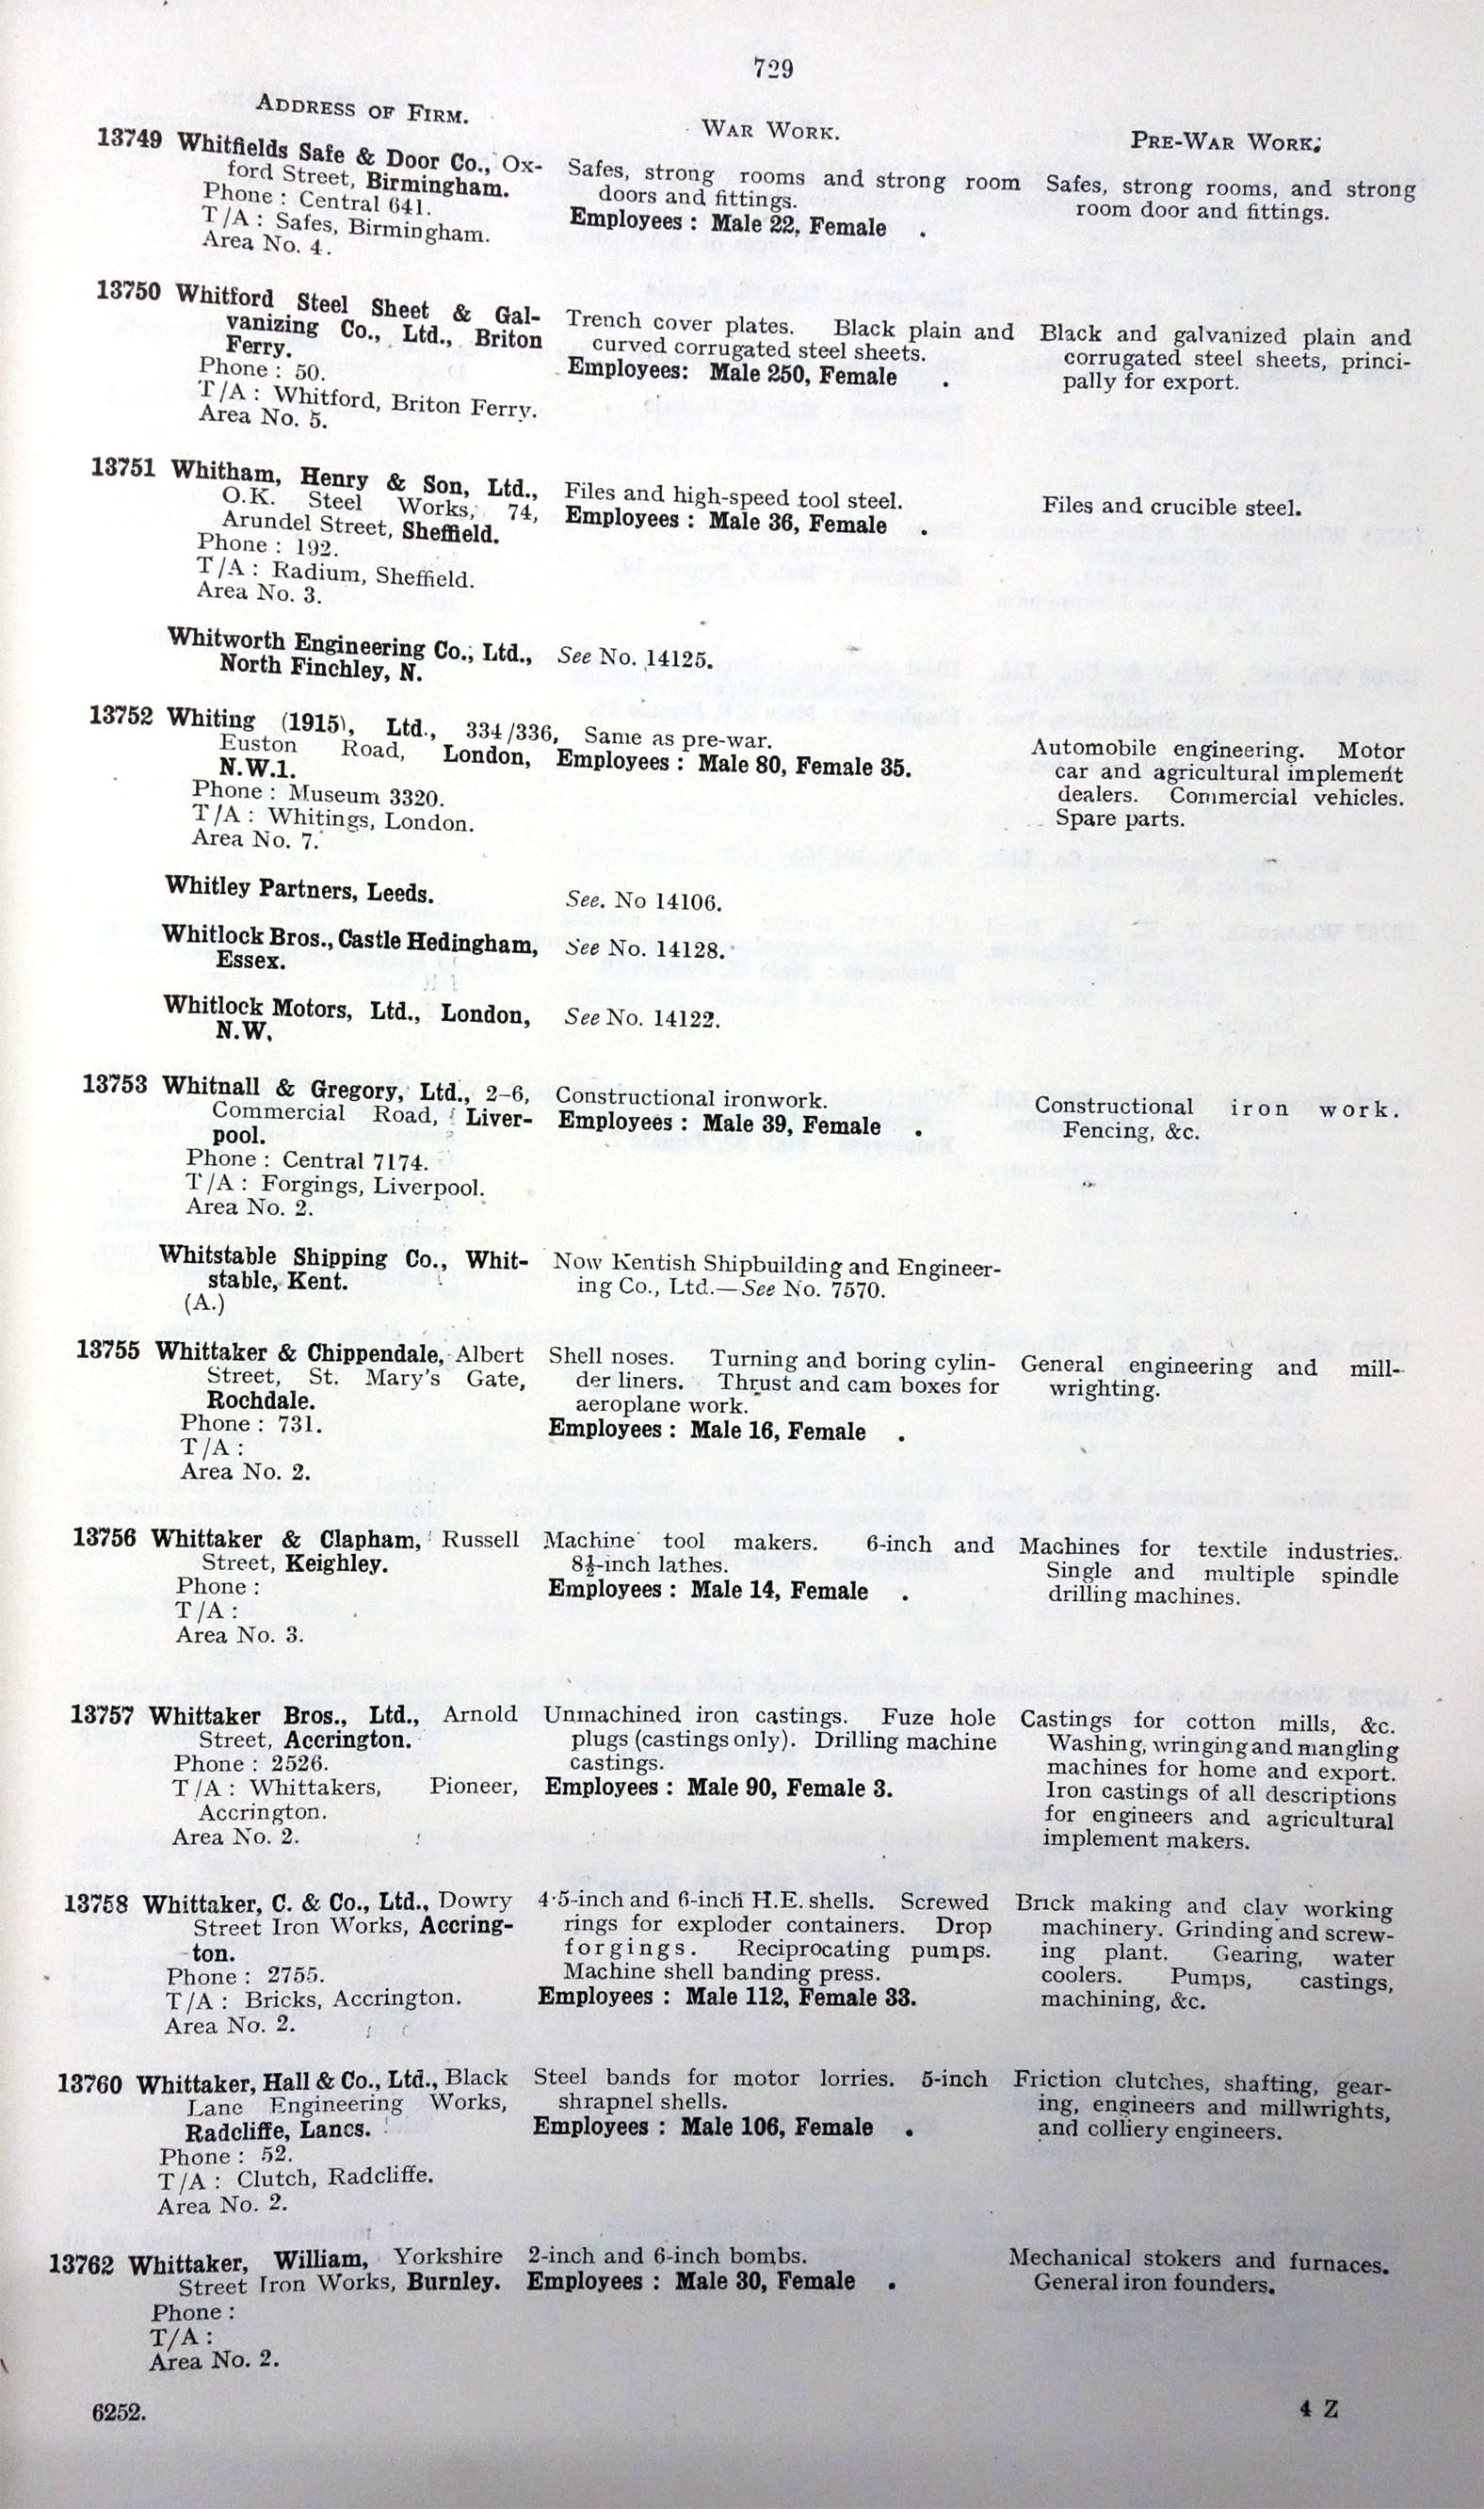 729
ADDRESS OF FIRM.
WAR WORK.
PRE-WAR WORK.
13749 Whitfields Safe & Door Co., Ox-
ford Street, Birmingham.
Phone : Central 641.
T/A : Safes, Birmingham.
Area No. 4.
Safes, strong rooms and strong room
doors and fittings.
Employees : Male 22, Female .
Safes, strong rooms, and strong
room door and fittings.
13750 Whitford Steel Sheet & Gal-
vanizing Co., Ltd., Briton
Ferry.
Phone : 50.
T/A : Whitford, Briton Ferry.
Area No. 5.
Trench cover plates. Black plain and
curved corrugated steel sheets.
Employees: Male 250, Female .
Black and galvanized plain and
corrugated steel sheets, princi-
pally for export.
13751 Whitham, Henry & Son, Ltd.,
O.K. Steel Works, 74,
Arundel Street, Sheffield.
Phone : 192.
T/A : Radium, Sheffield.
Area No. 3.
Files and high-speed tool steel.
Employees : Male 36, Female .
Files and crucible steel.
Whitworth Engineering Co., Ltd.,
North Finchley, N.
See No. 14125.
13752 Whiting (1915), Ltd., 334/336,
Euston Road, London,
N.W.1.
Phone : Museum 3320.
T/A : Whitings, London.
Area No. 7.
Same as pre-war.
Employees : Male 80, Female 35.
Automobile engineering. Motor
car and agricultural implement
dealers. Commercial vehicles.
Spare parts.
Whitley Partners, Leeds.
See. No 14106.
Whitlock Bros., Castle Hedingham,
Essex.
See No. 14128.
Whitlock Motors, Ltd., London,
N.W.
See No. 14122.
13753 Whitnall & Gregory, Ltd., 2-6,
Commercial Road, Liver-
pool.
Phone : Central 7174.
T/A : Forgings, Liverpool.
Area No. 2.
Constructional ironwork.
Employees : Male 39, Female .
Constructional iron work.
Fencing, &c.
Whitstable Shipping Co., Whit-
stable, Kent.
(A.)
Now Kentish Shipbuilding and Engineer-
ing Co., Ltd.—See No. 7570.
13755 Whittaker & Chippendale, Albert
Street, St. Mary's Gate,
Rochdale.
Phone : 731.
T/A :
Area No. 2.
Shell noses. Turning and boring cylin-
der liners. Thrust and cam boxes for
aeroplane work.
Employees : Male 16, Female .
General engineering and mill-
wrighting.
13756 Whittaker & Clapham, Russell
Street, Keighley.
Phone :
T/A :
Area No. 3.
Machine tool makers. 6-inch and
8½-inch lathes.
Employees : Male 14, Female .
Machines for textile industries.
Single and multiple spindle
drilling machines.
13757 Whittaker Bros., Ltd., Arnold
Street, Accrington.
Phone : 2526.
T/A : Whittakers, Pioneer,
Accrington.
Area No. 2.
Unmachined iron castings. Fuze hole
plugs (castings only). Drilling machine
castings.
Employees : Male 90, Female 3.
Castings for cotton mills, &c.
Washing, wringing and mangling
machines for home and export.
Iron castings of all descriptions
for engineers and agricultural
implement makers.
13758 Whittaker, C. & Co., Ltd., Dowry
Street Iron Works, Accring-
ton.
Phone : 2755.
T/A : Bricks, Accrington.
Area No. 2.
4·5-inch and 6-inch H.E. shells. Screwed
rings for exploder containers. Drop
forgings. Reciprocating pumps.
Machine shell banding press.
Employees : Male 112, Female 33.
Brick making and clay working
machinery. Grinding and screw-
ing plant. Gearing, water
coolers. Pumps, castings,
machining, &c.
13760 Whittaker, Hall & Co., Ltd., Black
Lane Engineering Works,
Radcliffe, Lancs.
Phone : 52.
T/A : Clutch, Radcliffe.
Area No. 2.
Steel bands for motor lorries. 5-inch
shrapnel shells.
Employees : Male 106, Female .
Friction clutches, shafting, gear-
ing, engineers and millwrights,
and colliery engineers.
13762 Whittaker, William, Yorkshire
Street Iron Works, Burnley.
Phone :
T/A :
Area No. 2.
2-inch and 6-inch bombs.
Employees : Male 30, Female .
Mechanical stokers and furnaces.
General iron founders.
6252.
4 Z